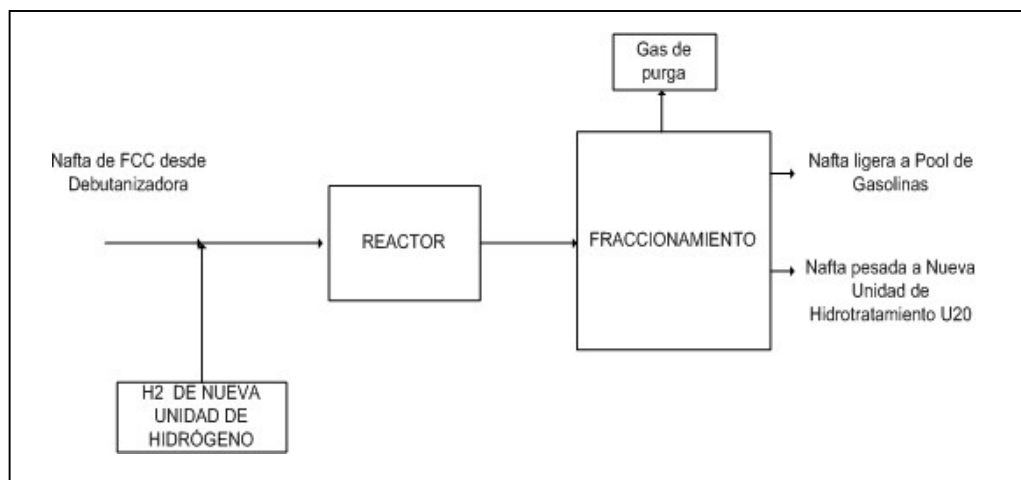 Gas de
purga
Nafta de FCC desde
Debutanizadora
Nafta ligera a Pool de
Gasolinas
REACTOR
FRACCIONAMIENTO
Nafta pesada a Nueva
Unidad de
Hidrotratamiento U20
H2 DE NUEVA
UNIDAD DE
HIDRÓGENO